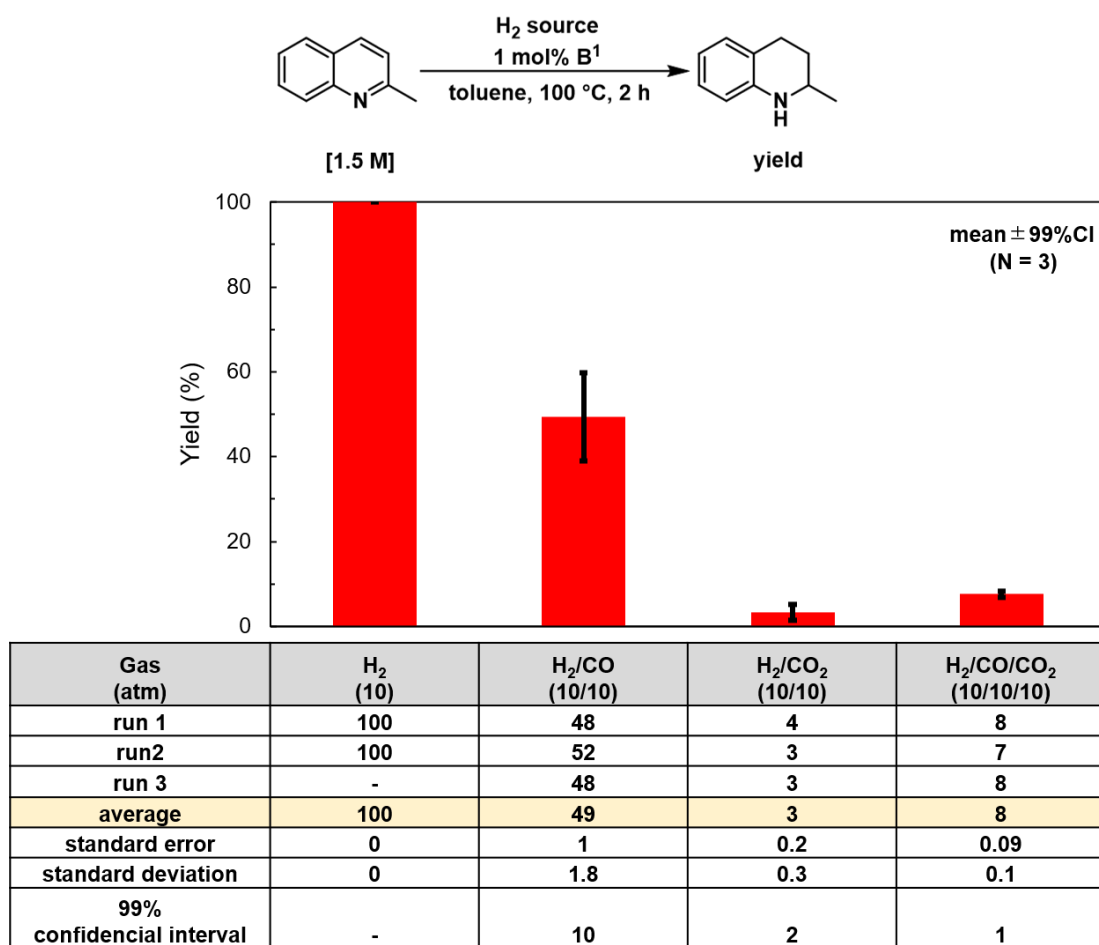 H2 source
1 mol% B1
toluene, 100 °C, 2 h
N
N
H
[1.5 M]
yield
100
80
60
40
20
0
Yield (%)
mean ± 99%CI
(N = 3)
Gas (atm) H2 (10) H2/CO (10/10) H2/CO2 (10/10) H2/CO/CO2 (10/10/10)
run 1 100 48 4 8
run2 100 52 3 7
run 3 - 48 3 8
average 100 49 3 8
standard error 0 1 0.2 0.09
standard deviation 0 1.8 0.3 0.1
99% confidencial interval - 10 2 1